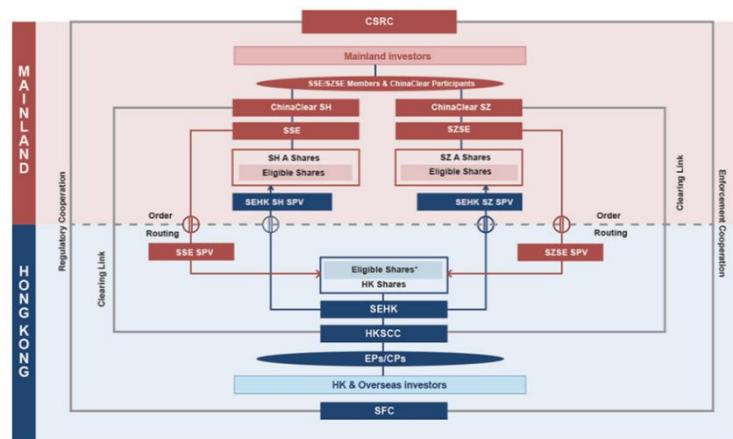 CSRC
MAINLAND
Mainland investors
SSE/SZSE Members & ChinaClear Participants
ChinaClear SH
ChinaClear SZ
SSE
SZSE
SH A Shares
Eligible Shares
SZ A Shares
Eligible Shares
SEHK SH SPV
SEHK SZ SPV
Regulatory Cooperation
Clearing Link
Clearing Link
Enforcement Cooperation
Order
Routing
Order
Routing
SSE SPV
SZSE SPV
HONG KONG
Eligible Shares*
HK Shares
SEHK
HKSCC
EPs/CPs
HK & Overseas investors
SFC